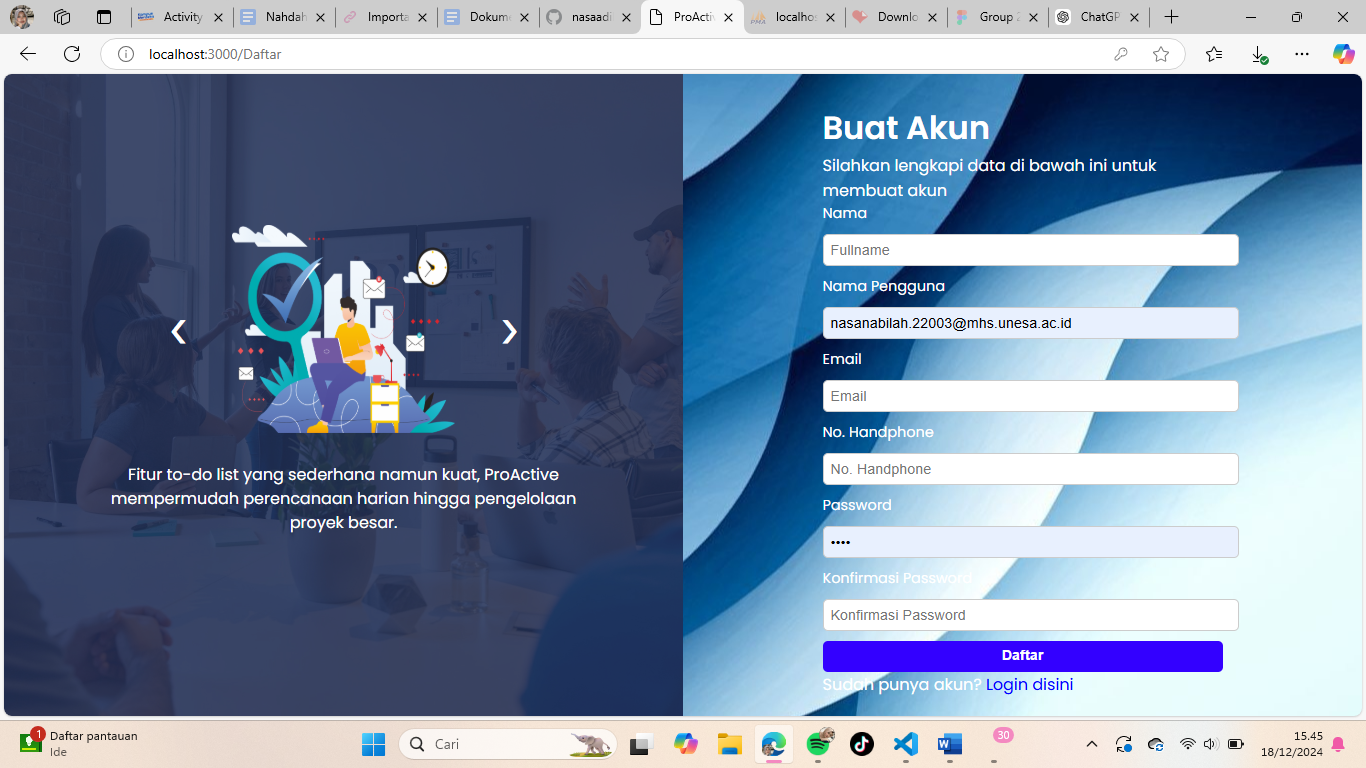 Activity
Nahdah
Importa
Dokume
nasaadi
ProActiv
localhos
Downlo
Group 2
ChatGP
localhost:3000/Daftar
Fitur to-do list yang sederhana namun kuat, ProActive
mempermudah perencanaan harian hingga pengelolaan
proyek besar.
Buat Akun
Silahkan lengkapi data di bawah ini untuk
membuat akun
Nama
Fullname
Nama Pengguna
nasanabilah.22003@mhs.unesa.ac.id
Email
Email
No. Handphone
No. Handphone
Password
••••
Konfirmasi Password
Konfirmasi Password
Daftar
Sudah punya akun? Login disini
1
Daftar pantauan
Ide
Cari
30
15.45
18/12/2024